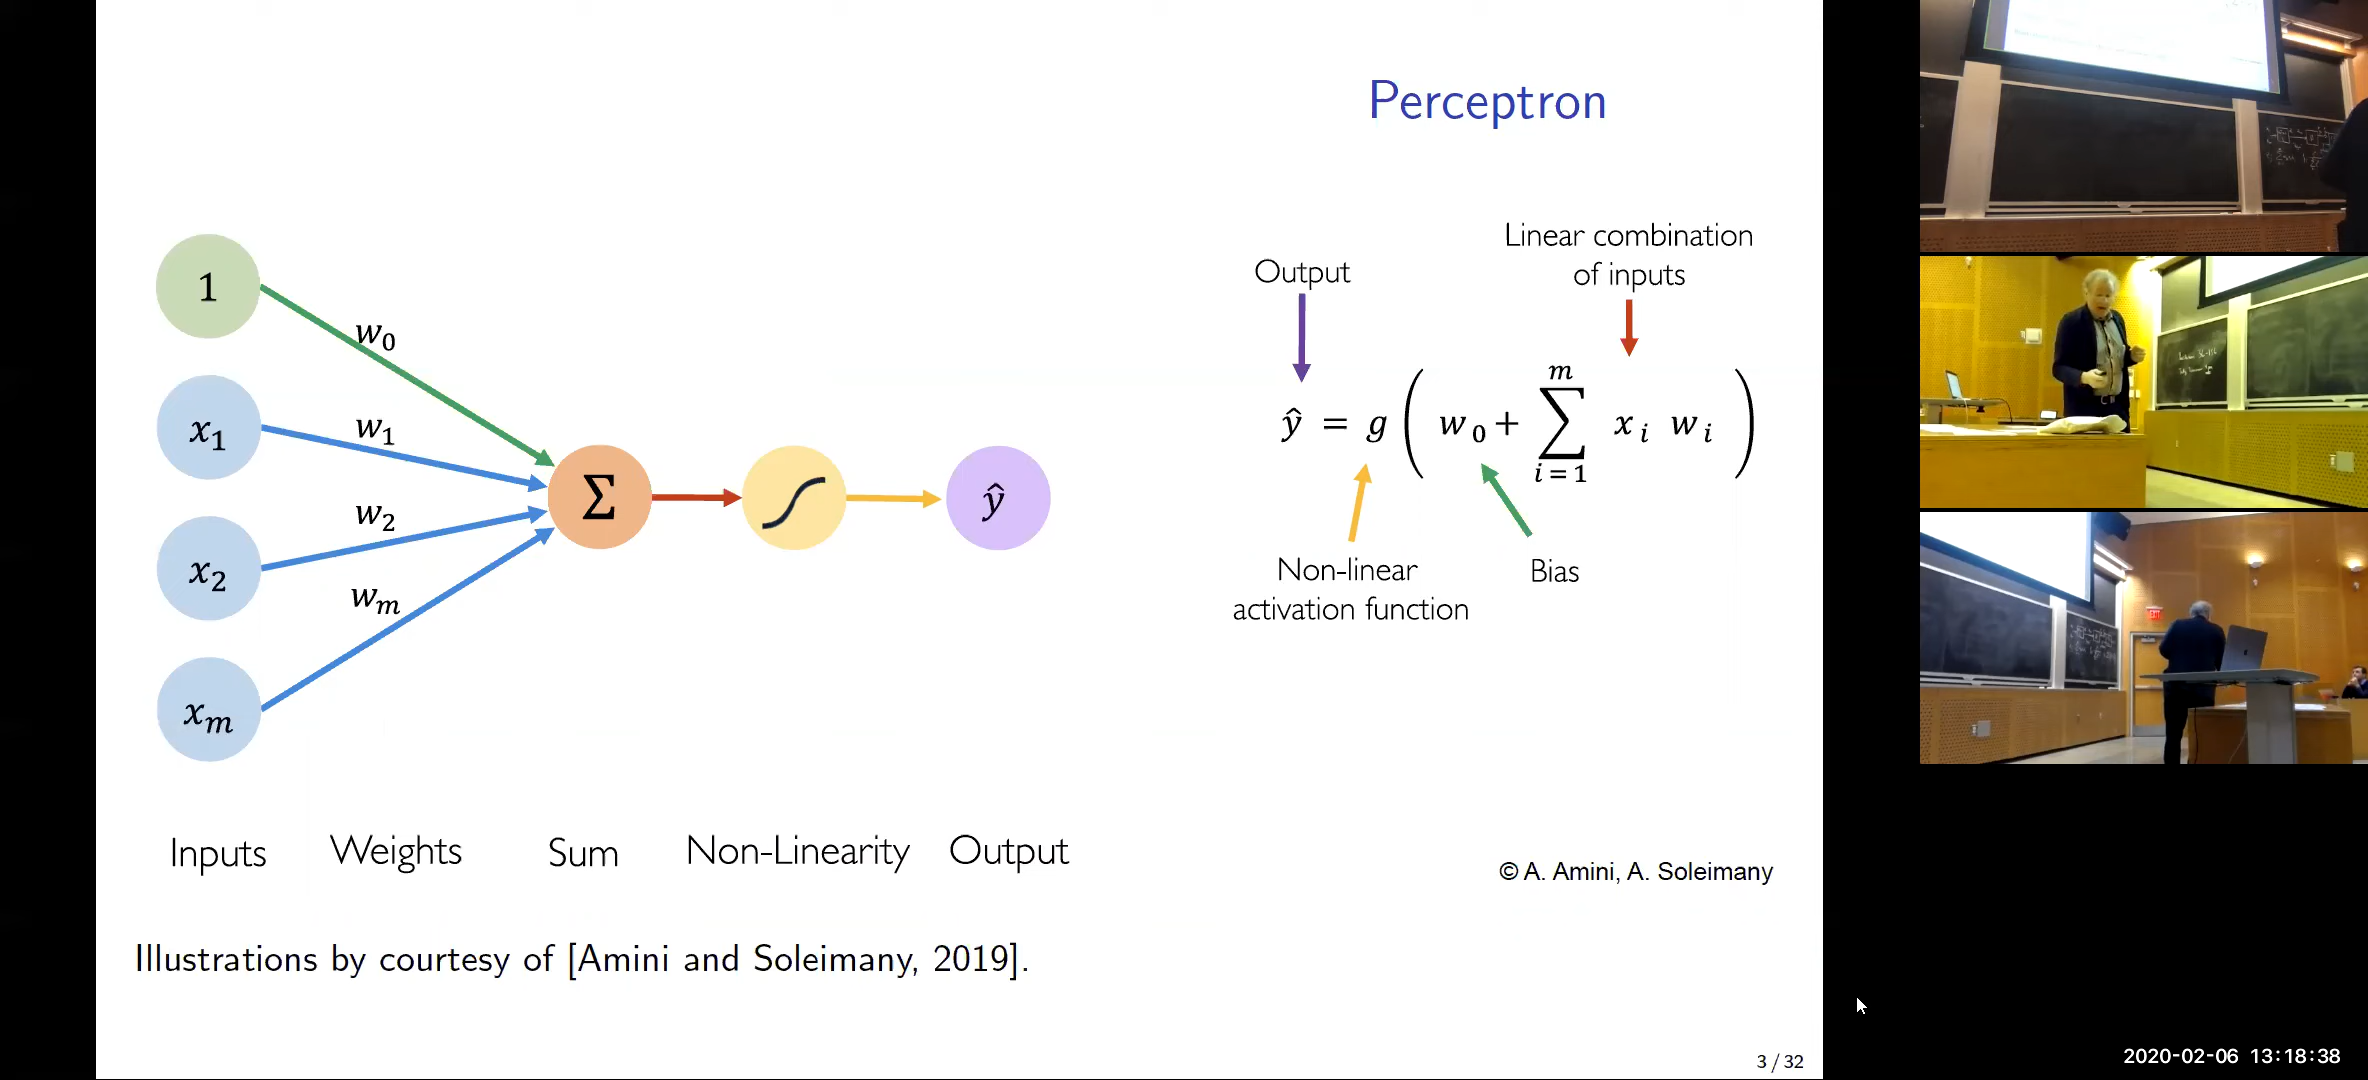 Perceptron
1
x₁
x₂
xₘ
w₀
w₁
w₂
wₘ
Σ
ŷ
Inputs
Weights
Sum
Non-Linearity
Output
Output
Linear combination
of inputs
ŷ = g ( w₀ + ∑ᵢ₌₁ᵐ xᵢ wᵢ )
Non-linear
activation function
Bias
© A. Amini, A. Soleimany
Illustrations by courtesy of [Amini and Soleimany, 2019].
3 / 32
EXIT
2020-02-06 13:18:38